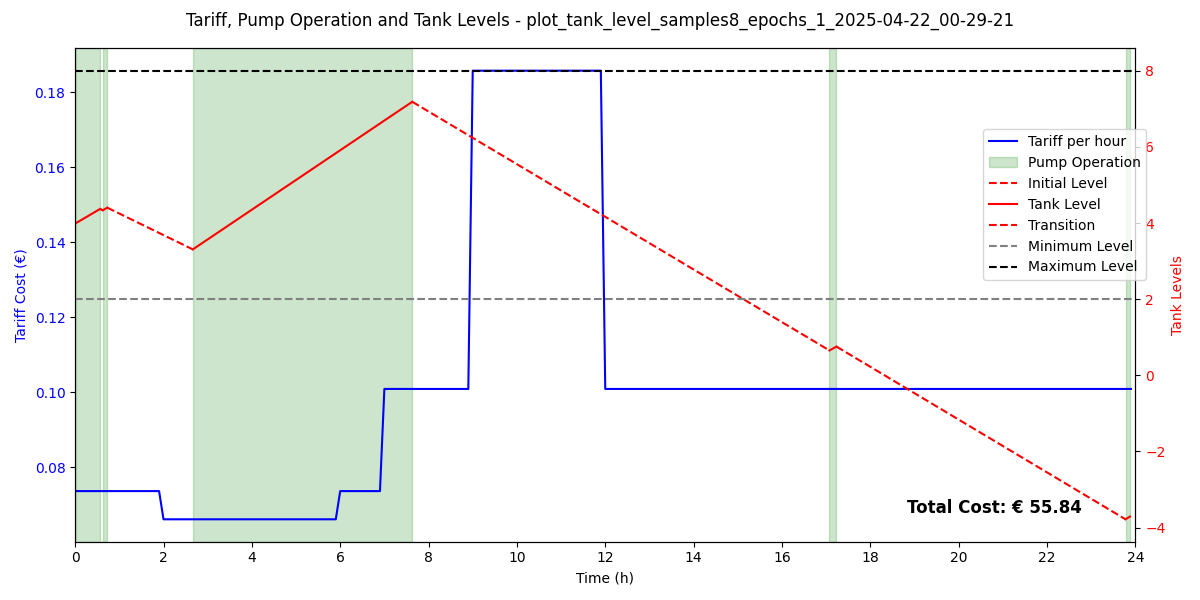 Tariff, Pump Operation and Tank Levels - plot_tank_level_samples8_epochs_1_2025-04-22_00-29-21
Tariff Cost (€)
0.18
0.16
0.14
0.12
0.10
0.08
8
6
4
2
0
−2
−4
Tank Levels
Tariff per hour
Pump Operation
Initial Level
Tank Level
Transition
Minimum Level
Maximum Level
Total Cost: € 55.84
0 2 4 6 8 10 12 14 16 18 20 22 24
Time (h)